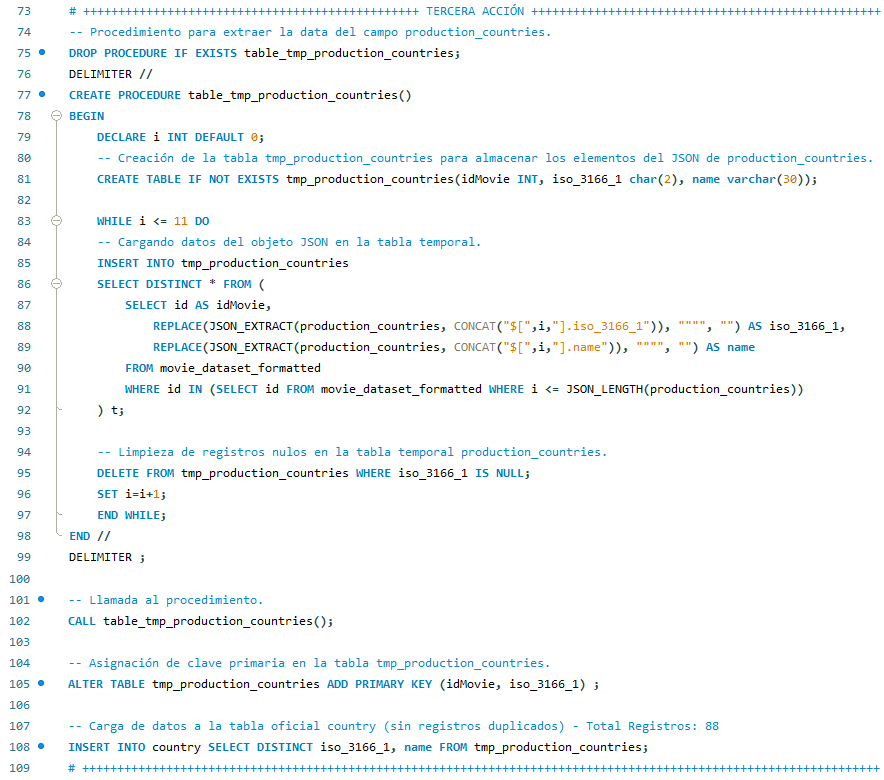 73 # ++++++++++++++++++++++++++++++++++++++++++++++++ TERCERA ACCIÓN ++++++++++++++++++++++++++++++++++++++++++++++++++
74 -- Procedimiento para extraer la data del campo production_countries.
75 DROP PROCEDURE IF EXISTS table_tmp_production_countries;
76 DELIMITER //
77 CREATE PROCEDURE table_tmp_production_countries()
78 BEGIN
79 DECLARE i INT DEFAULT 0;
80 -- Creación de la tabla tmp_production_countries para almacenar los elementos del JSON de production_countries.
81 CREATE TABLE IF NOT EXISTS tmp_production_countries(idMovie INT, iso_3166_1 char(2), name varchar(30));
82
83 WHILE i <= 11 DO
84 -- Cargando datos del objeto JSON en la tabla temporal.
85 INSERT INTO tmp_production_countries
86 SELECT DISTINCT * FROM (
87 SELECT id AS idMovie,
88 REPLACE(JSON_EXTRACT(production_countries, CONCAT("$[",i,"].iso_3166_1")), """", "") AS iso_3166_1,
89 REPLACE(JSON_EXTRACT(production_countries, CONCAT("$[",i,"].name")), """", "") AS name
90 FROM movie_dataset_formatted
91 WHERE id IN (SELECT id FROM movie_dataset_formatted WHERE i <= JSON_LENGTH(production_countries))
92 ) t;
93
94 -- Limpieza de registros nulos en la tabla temporal production_countries.
95 DELETE FROM tmp_production_countries WHERE iso_3166_1 IS NULL;
96 SET i=i+1;
97 END WHILE;
98 END //
99 DELIMITER ;
100
101 -- Llamada al procedimiento.
102 CALL table_tmp_production_countries();
103
104 -- Asignación de clave primaria en la tabla tmp_production_countries.
105 ALTER TABLE tmp_production_countries ADD PRIMARY KEY (idMovie, iso_3166_1) ;
106
107 -- Carga de datos a la tabla oficial country (sin registros duplicados) - Total Registros: 88
108 INSERT INTO country SELECT DISTINCT iso_3166_1, name FROM tmp_production_countries;
109 # ++++++++++++++++++++++++++++++++++++++++++++++++++++++++++++++++++++++++++++++++++++++++++++++++++++++++++++++++++